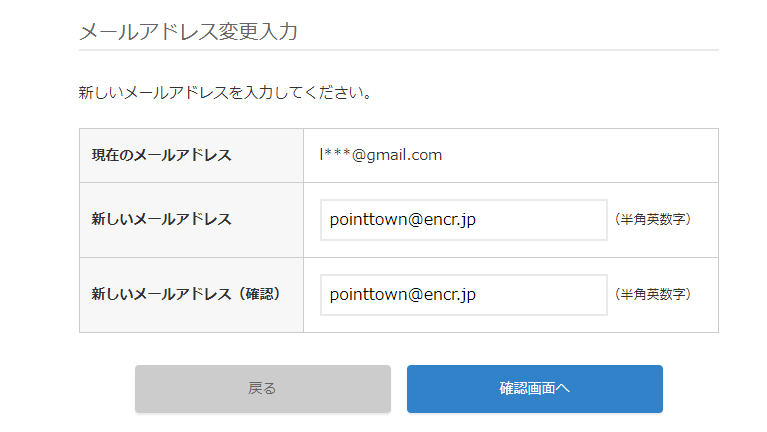 メールアドレス変更入力
新しいメールアドレスを入力してください。
現在のメールアドレス l***@gmail.com
新しいメールアドレス pointtown@encr.jp （半角英数字）
新しいメールアドレス（確認） pointtown@encr.jp （半角英数字）
戻る 確認画面へ